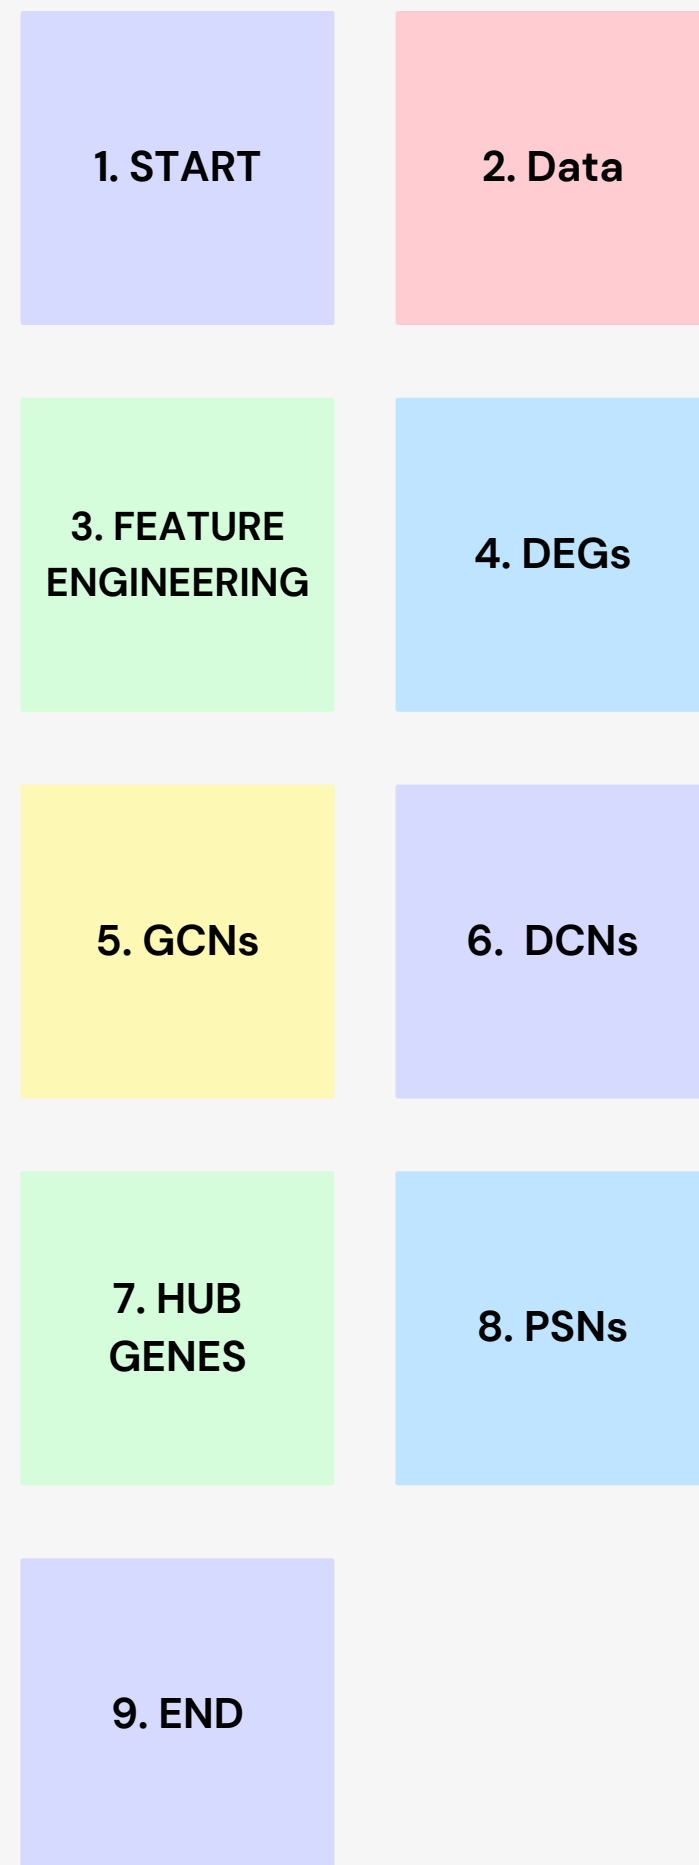 1. START
2. Data
3. FEATURE
ENGINEERING
4. DEGs
5. GCNs
6.  DCNs
7. HUB
GENES
8. PSNs
9. END